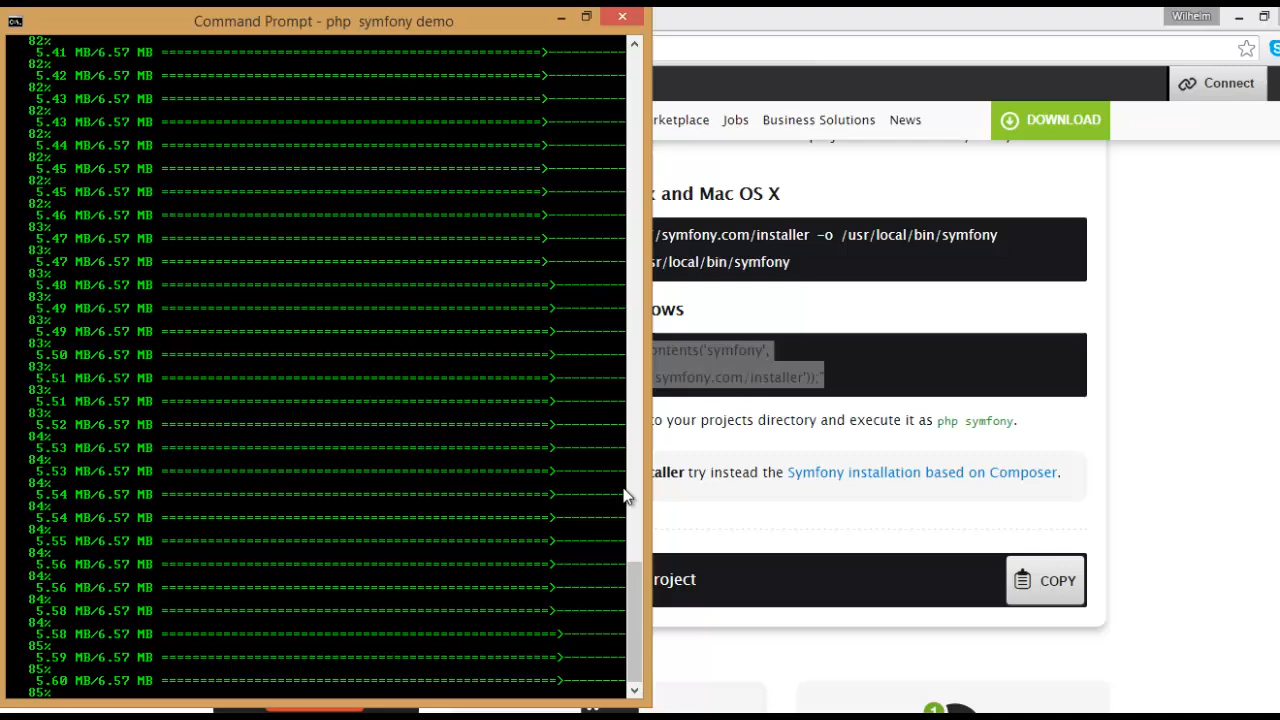 Command Prompt - php symfony demo
82%
5.41 MB/6.57 MB ================================================>---------
82%
5.42 MB/6.57 MB ================================================>---------
82%
5.43 MB/6.57 MB ================================================>---------
82%
5.43 MB/6.57 MB ================================================>---------
82%
5.44 MB/6.57 MB ================================================>---------
82%
5.45 MB/6.57 MB ================================================>---------
82%
5.45 MB/6.57 MB ================================================>---------
82%
5.46 MB/6.57 MB ================================================>---------
83%
5.47 MB/6.57 MB ================================================>---------
83%
5.47 MB/6.57 MB ================================================>---------
83%
5.48 MB/6.57 MB =================================================>--------
83%
5.49 MB/6.57 MB =================================================>--------
83%
5.49 MB/6.57 MB =================================================>--------
83%
5.50 MB/6.57 MB =================================================>--------
83%
5.51 MB/6.57 MB =================================================>--------
83%
5.51 MB/6.57 MB =================================================>--------
83%
5.52 MB/6.57 MB =================================================>--------
84%
5.53 MB/6.57 MB =================================================>--------
84%
5.53 MB/6.57 MB =================================================>--------
84%
5.54 MB/6.57 MB =================================================>--------
84%
5.54 MB/6.57 MB =================================================>--------
84%
5.55 MB/6.57 MB =================================================>--------
84%
5.56 MB/6.57 MB =================================================>--------
84%
5.56 MB/6.57 MB =================================================>--------
84%
5.58 MB/6.57 MB =================================================>--------
84%
5.58 MB/6.57 MB ==================================================>-------
85%
5.59 MB/6.57 MB ==================================================>-------
85%
5.60 MB/6.57 MB ==================================================>-------
85%
Wilhelm
Connect
rketplace Jobs Business Solutions News DOWNLOAD
x and Mac OS X
/symfony.com/installer -o /usr/local/bin/symfony
sr/local/bin/symfony
ows
ontents('symfony',
symfony.com/installer'));"
to your projects directory and execute it as php symfony.
aller try instead the Symfony installation based on Composer.
roject
COPY
1